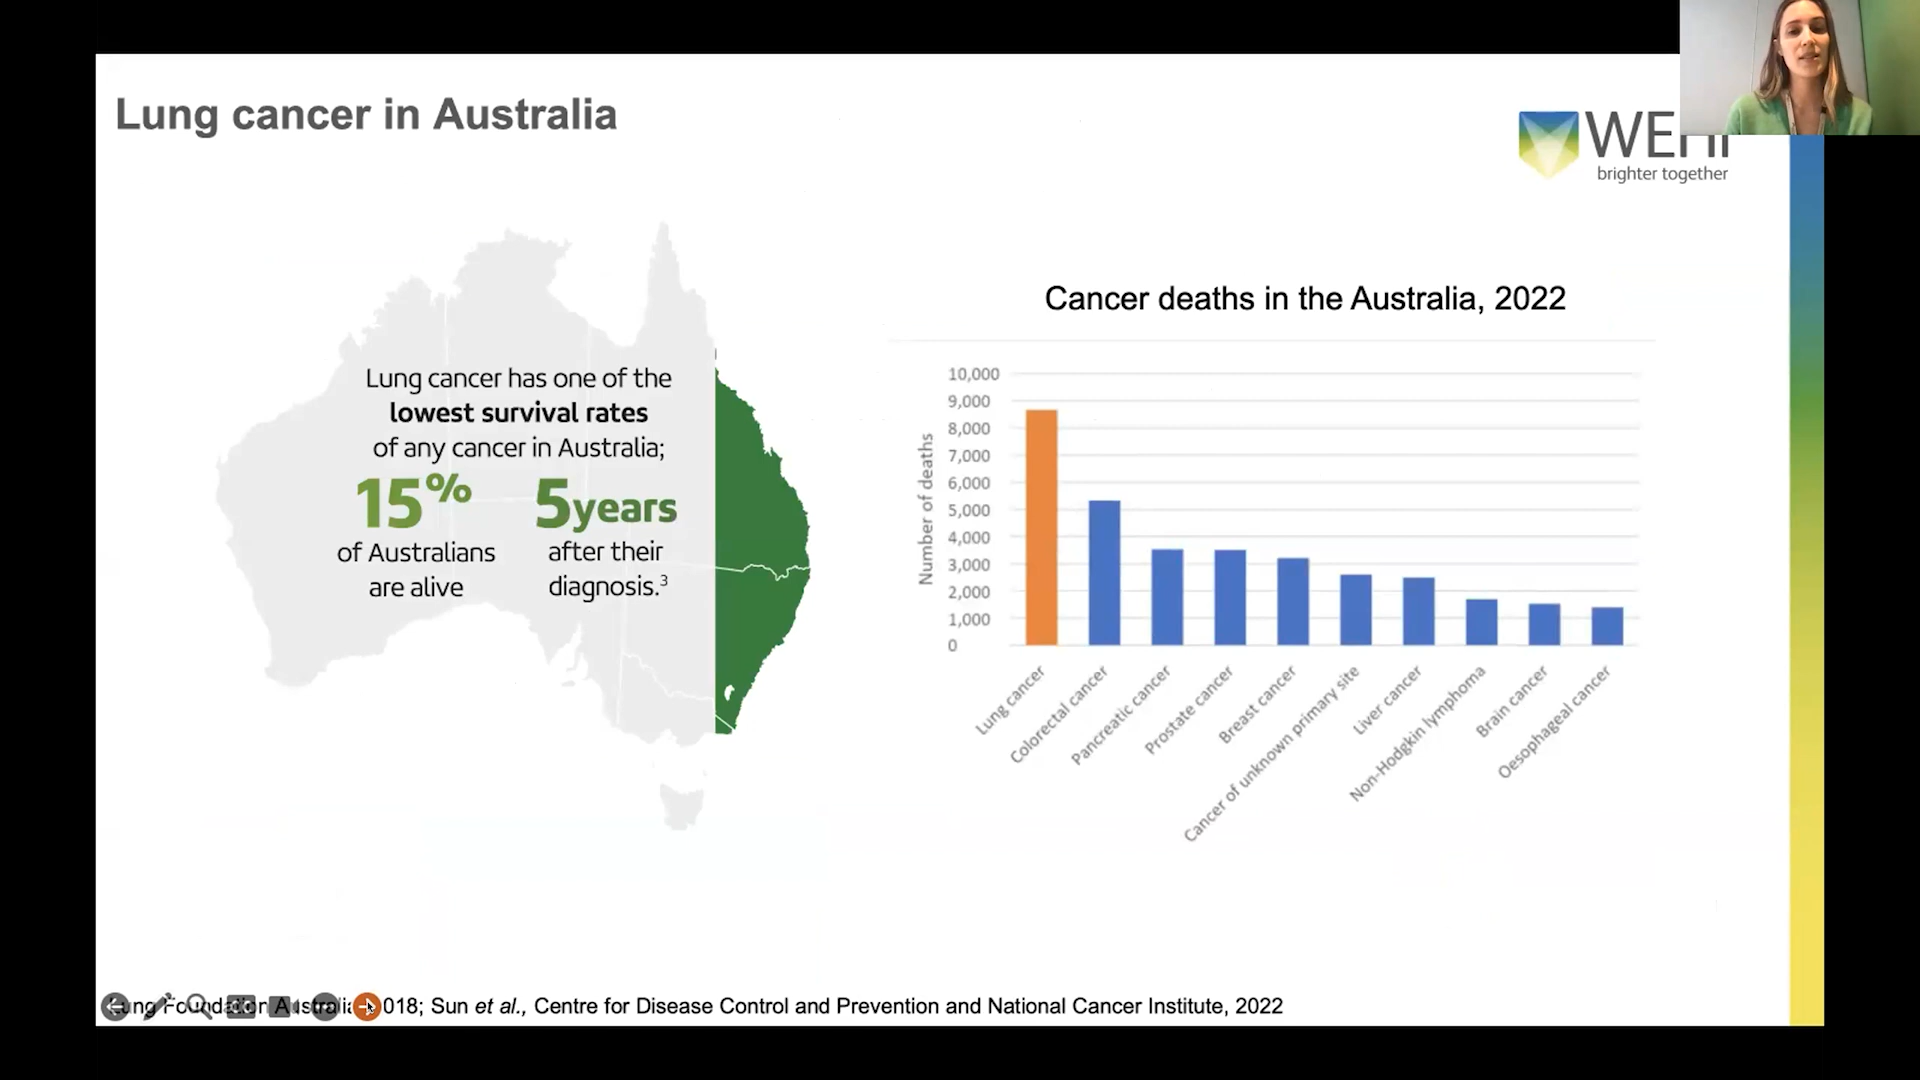 Lung cancer in Australia
WEHI
brighter together
Lung cancer has one of the
lowest survival rates
of any cancer in Australia;
15%
of Australians
are alive
5years
after their
diagnosis.³
Cancer deaths in the Australia, 2022
Number of deaths
10,000
9,000
8,000
7,000
6,000
5,000
4,000
3,000
2,000
1,000
0
Lung cancer
Colorectal cancer
Pancreatic cancer
Prostate cancer
Breast cancer
Cancer of unknown primary site
Liver cancer
Non-Hodgkin lymphoma
Brain cancer
Oesophageal cancer
Lung Foundation Australia 2018; Sun et al., Centre for Disease Control and Prevention and National Cancer Institute, 2022